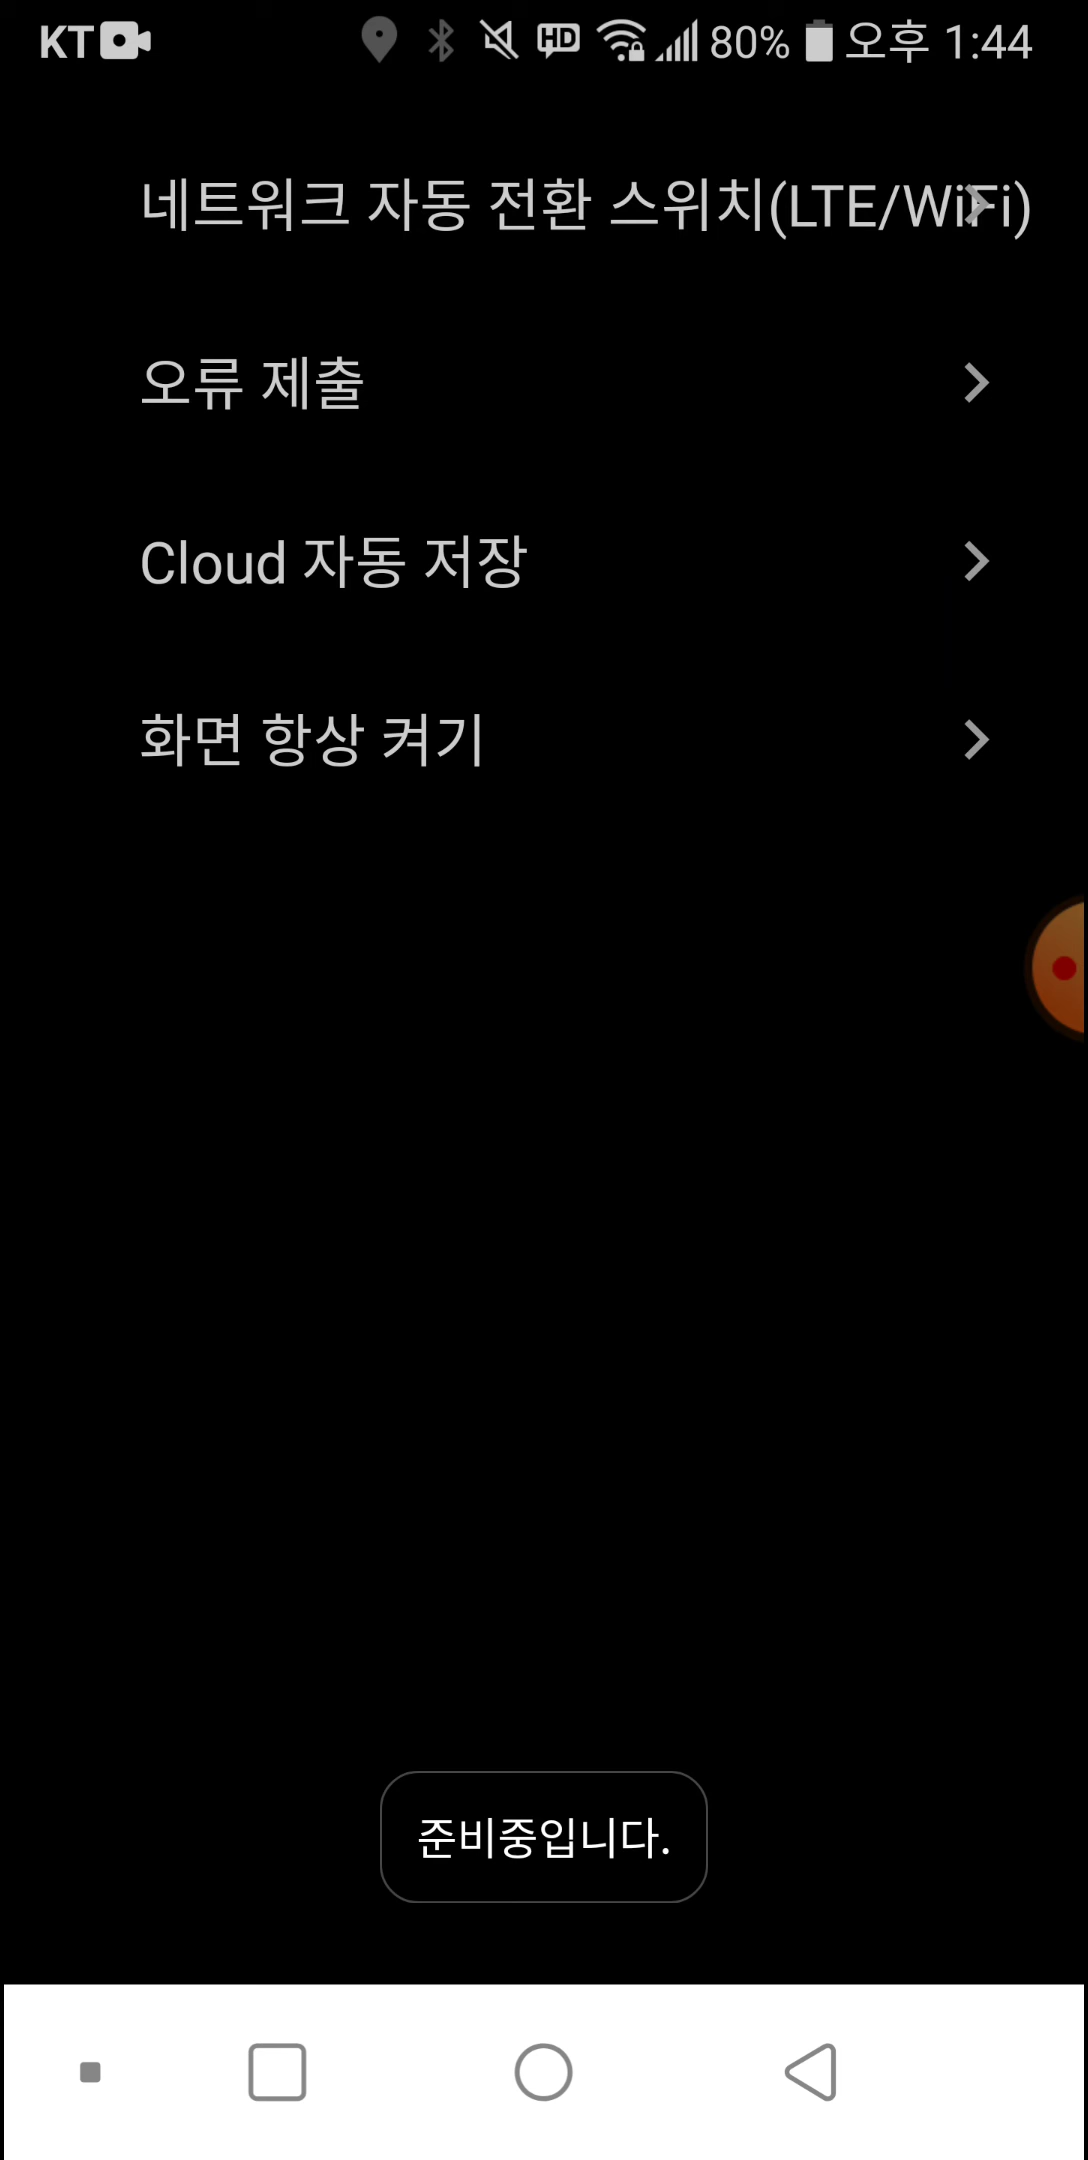 KT HD 80% 오후 1:44
네트워크 자동 전환 스위치(LTE/WiFi)
오류 제출
Cloud 자동 저장
화면 항상 켜기
준비중입니다.